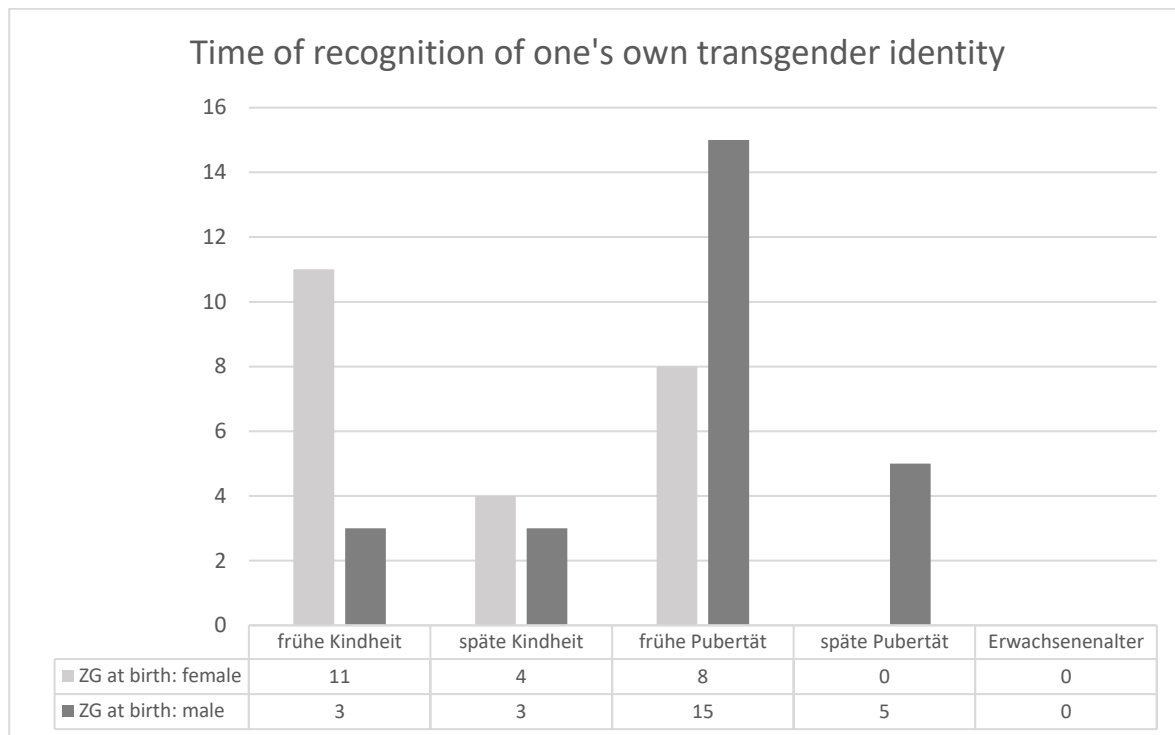 Time of recognition of one's own transgender identity
16
14
12
10
8
6
4
2
0
frühe Kindheit späte Kindheit frühe Pubertät späte Pubertät Erwachsenenalter
ZG at birth: female 11 4 8 0 0
ZG at birth: male 3 3 15 5 0